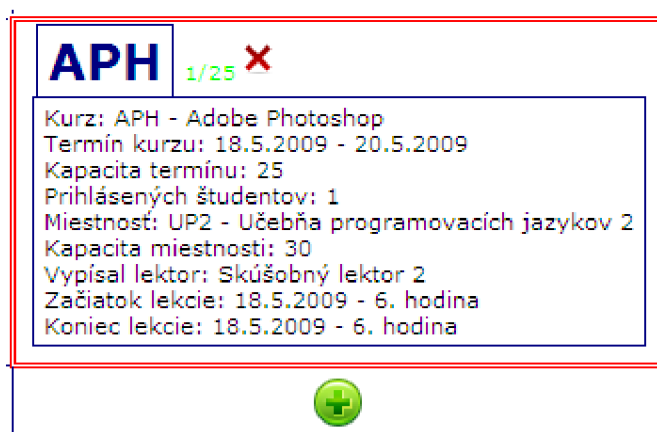 APH 1/25
Kurz: APH - Adobe Photoshop
Termín kurzu: 18.5.2009 - 20.5.2009
Kapacita termínu: 25
Prihlásených študentov: 1
Miestnosť: UP2 - Učebňa programovacích jazykov 2
Kapacita miestnosti: 30
Vypísal lektor: Skúšobný lektor 2
Začiatok lekcie: 18.5.2009 - 6. hodina
Koniec lekcie: 18.5.2009 - 6. hodina